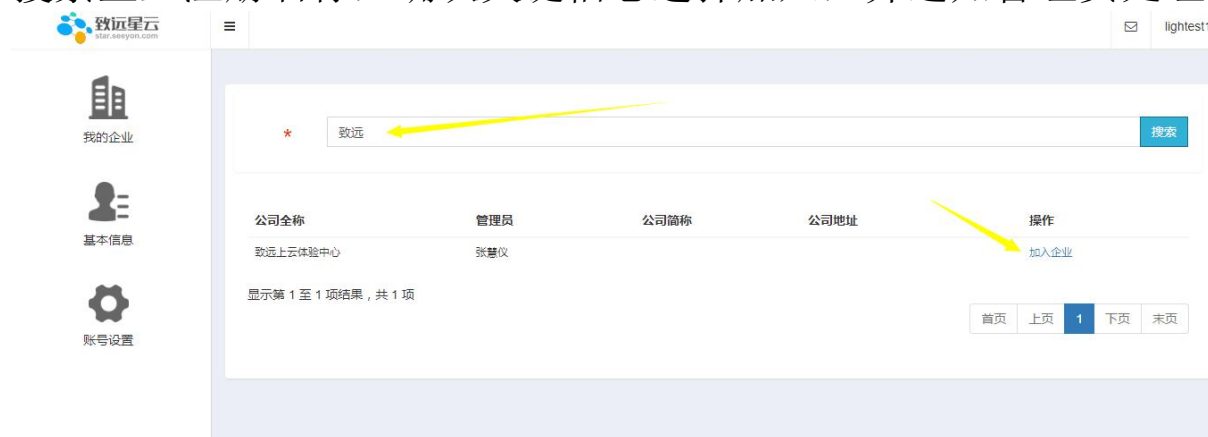 致远星云
star.seeyon.com
lightest1
我的企业
基本信息
账号设置
* 致远 搜索
公司全称 管理员 公司简称 公司地址 操作
致远上云体验中心 张慧仪 加入企业
显示第 1 至 1 项结果,共 1 项
首页 上页 1 下页 末页